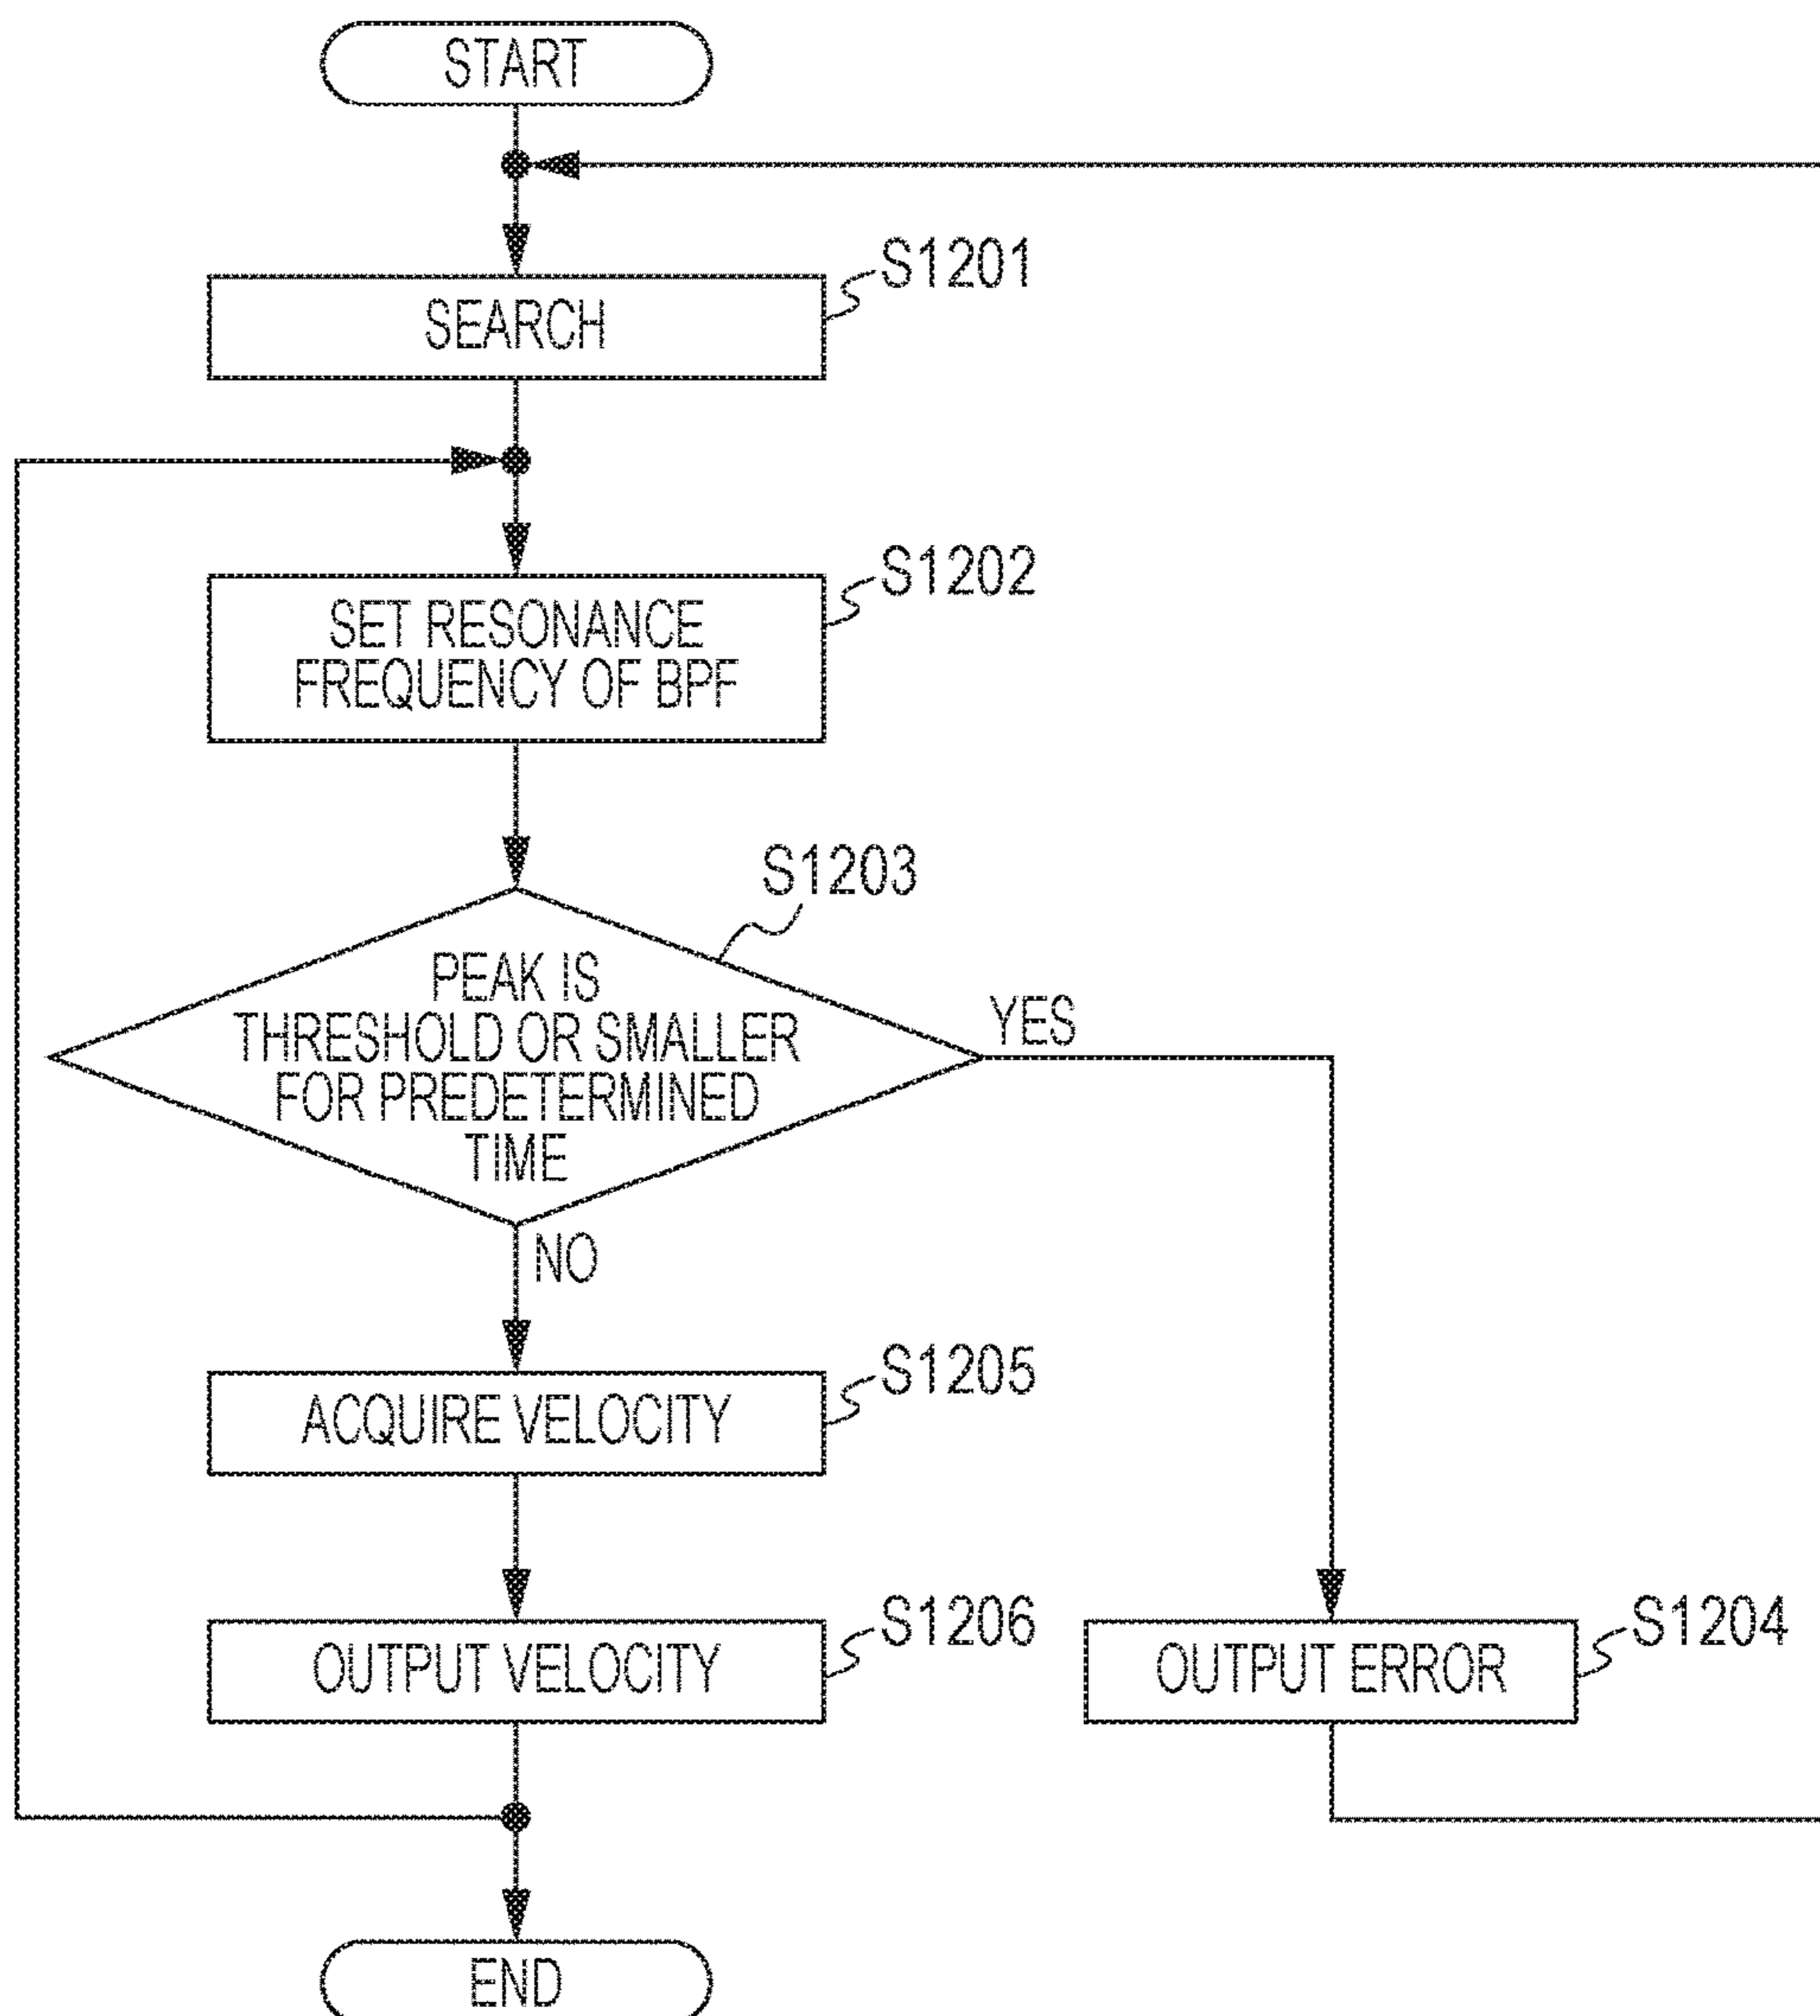 START
S1201
SEARCH
S1202
SET RESONANCE
FREQUENCY OF BPF
S1203
PEAK IS
THRESHOLD OR SMALLER
FOR PREDETERMINED
TIME
YES
NO
S1205
ACQUIRE VELOCITY
S1206
OUTPUT VELOCITY
S1204
OUTPUT ERROR
END